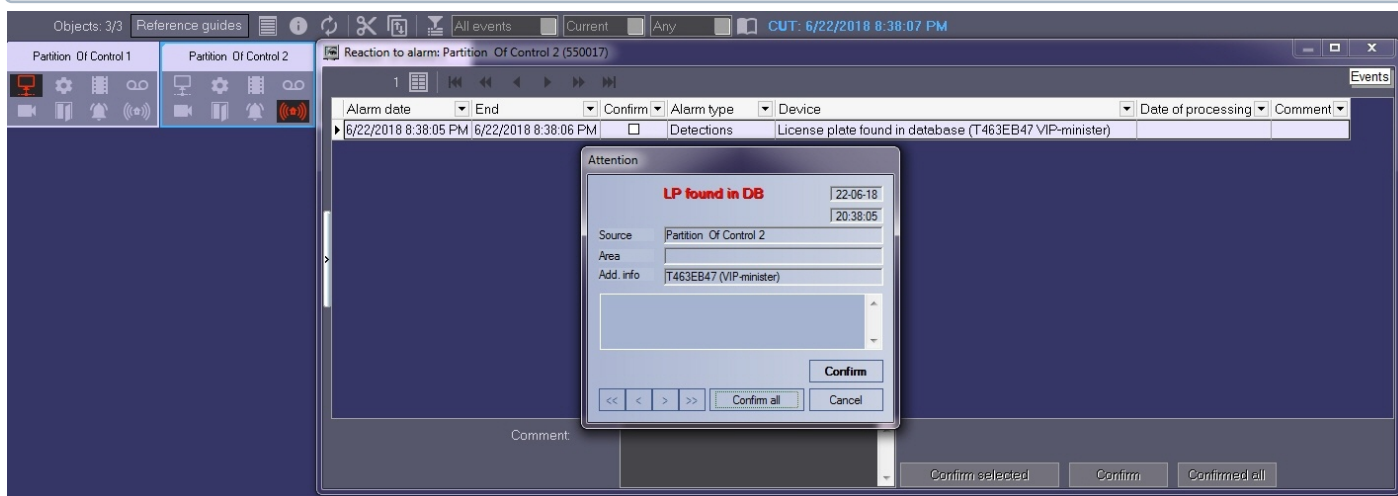 Objects: 3/3 Reference guides All events Current Any CUT: 6/22/2018 8:38:07 PM
Partition Of Control 1 Partition Of Control 2 Reaction to alarm: Partition Of Control 2 (550017)
1 Events
Alarm date End Confirm Alarm type Device Date of processing Comment
6/22/2018 8:38:05 PM 6/22/2018 8:38:06 PM Detections License plate found in database (T463EB47 VIP-minister)
Attention
LP found in DB 22-06-18
20:38:05
Source Partition Of Control 2
Area
Add. info T463EB47 (VIP-minister)
Confirm
<< < > >> Confirm all Cancel
Comment:
Confirm selected Confirm Confirmed all